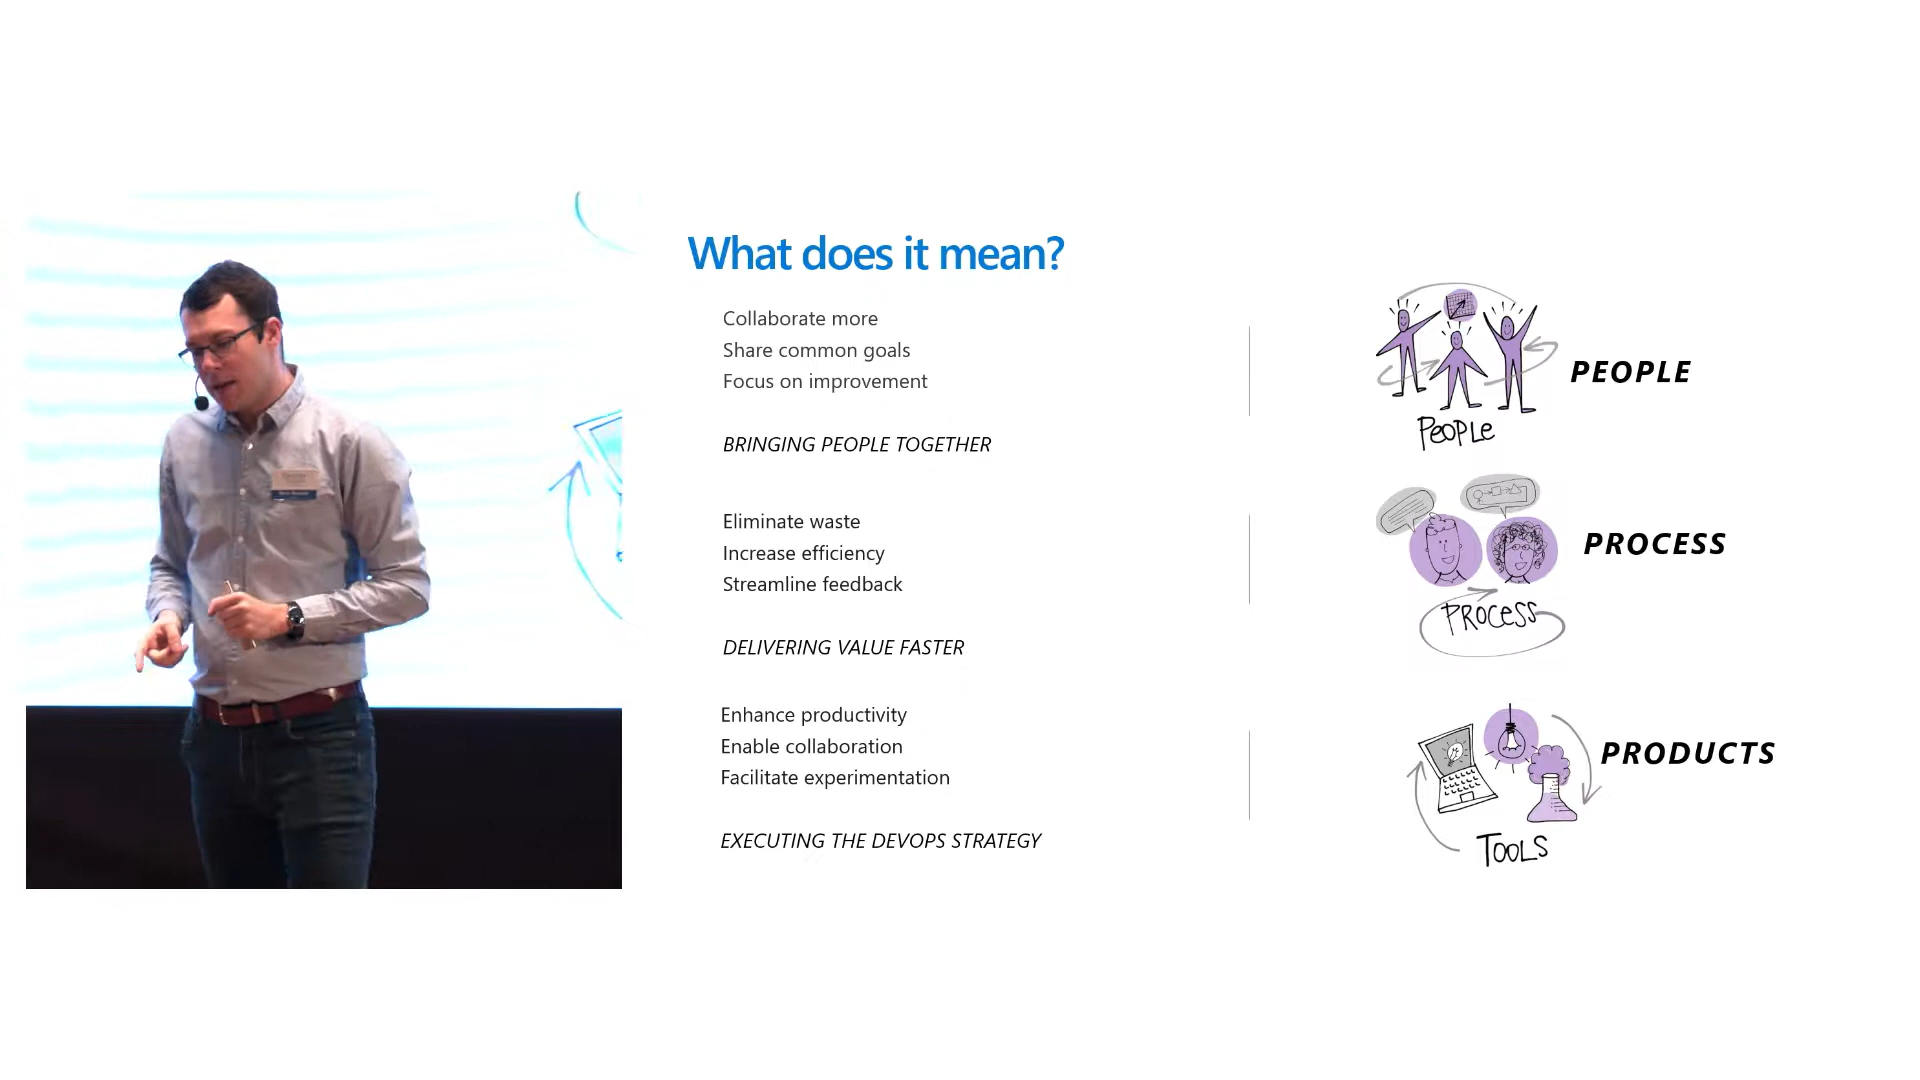 What does it mean?
Collaborate more
Share common goals
Focus on improvement
BRINGING PEOPLE TOGETHER
PEOPLE
PEOPLE
Eliminate waste
Increase efficiency
Streamline feedback
DELIVERING VALUE FASTER
PROCESS
PROCESS
Enhance productivity
Enable collaboration
Facilitate experimentation
EXECUTING THE DEVOPS STRATEGY
PRODUCTS
TOOLS